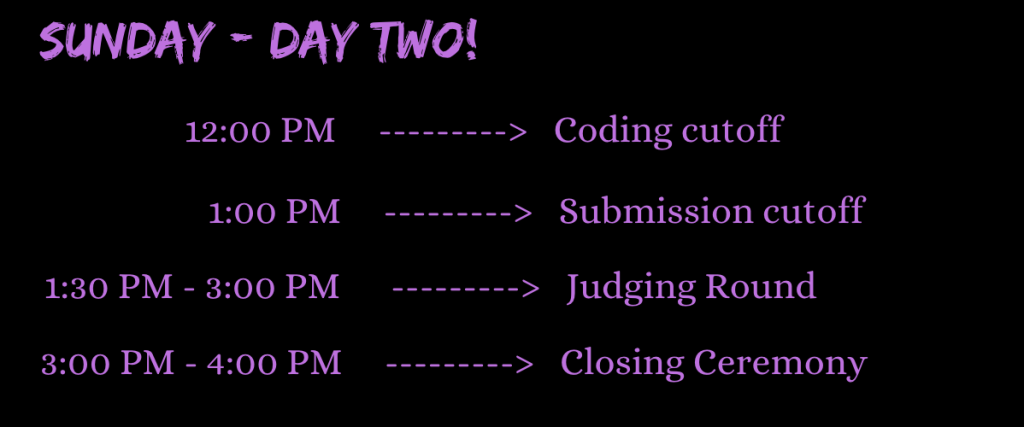 SUNDAY - DAY TWO!
12:00 PM ---------> Coding cutoff
1:00 PM ---------> Submission cutoff
1:30 PM - 3:00 PM ---------> Judging Round
3:00 PM - 4:00 PM ---------> Closing Ceremony